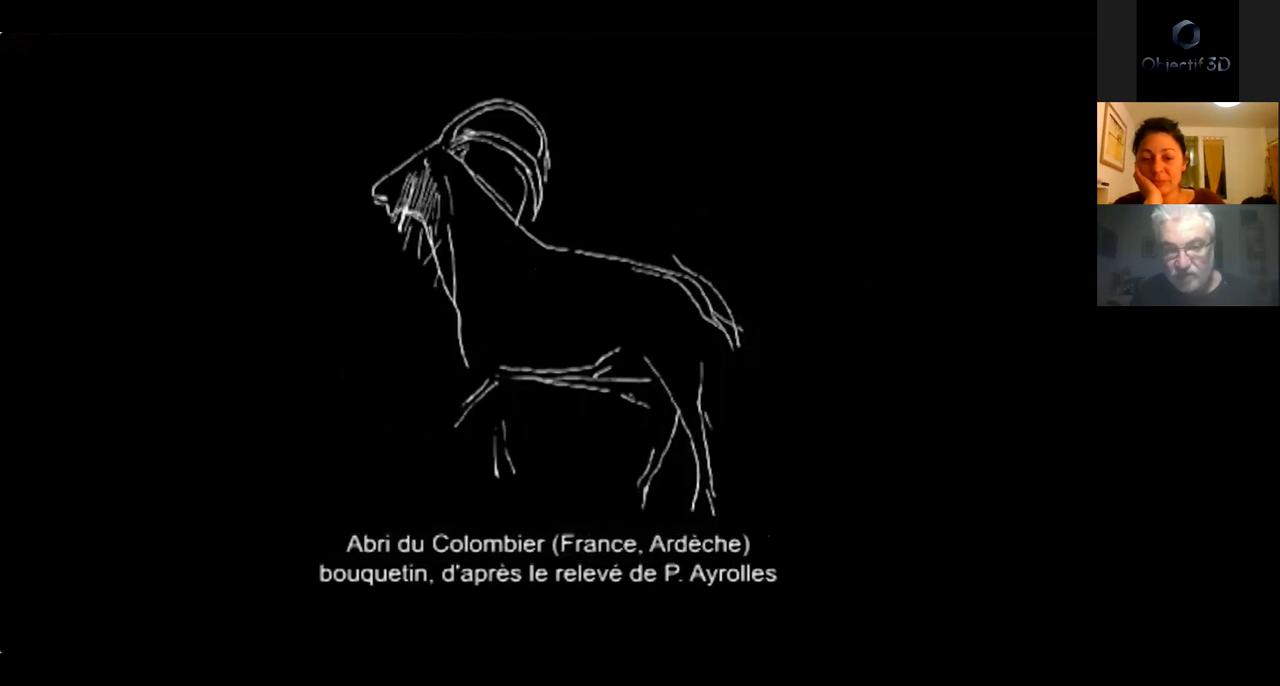 Objectif 3D
Abri du Colombier (France, Ardèche)
bouquetin, d'après le relevé de P. Ayrolles